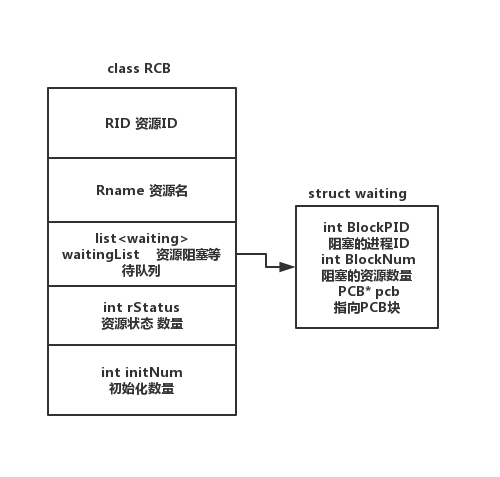 class RCB
RID 资源ID
Rname 资源名
list<waiting>
waitingList 资源阻塞等
待队列
int rStatus
资源状态 数量
int initNum
初始化数量
struct waiting
int BlockPID
阻塞的进程ID
int BlockNum
阻塞的资源数量
PCB* pcb
指向PCB块